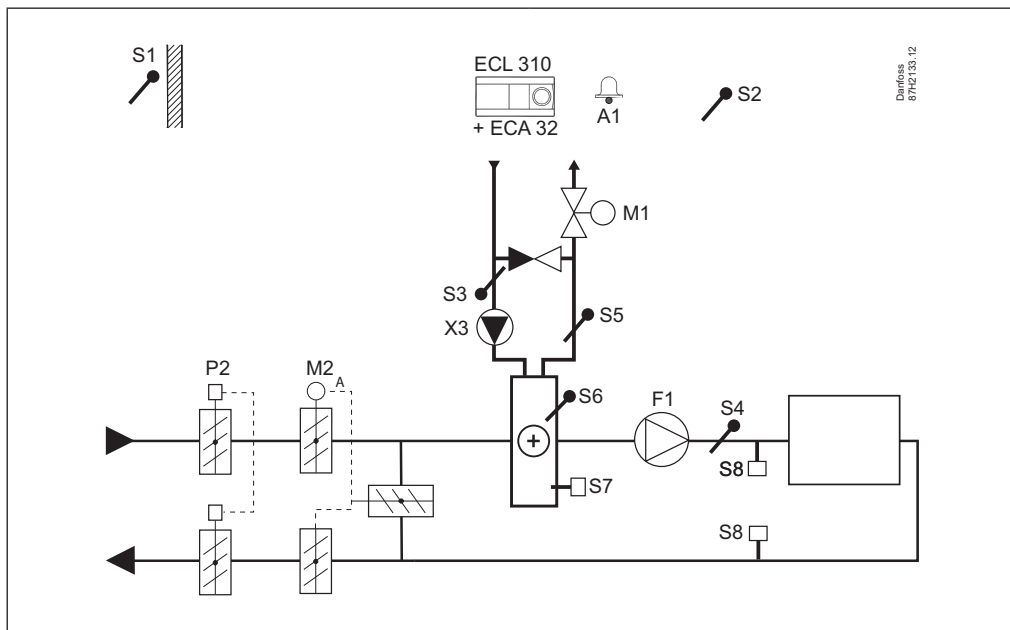 S1
ECL 310
+ ECA 32
A1
S2
Danfoss
87H2133.12
M1
S3
X3
S5
P2
M2
A
S6
F1
S4
S8
S7
S8